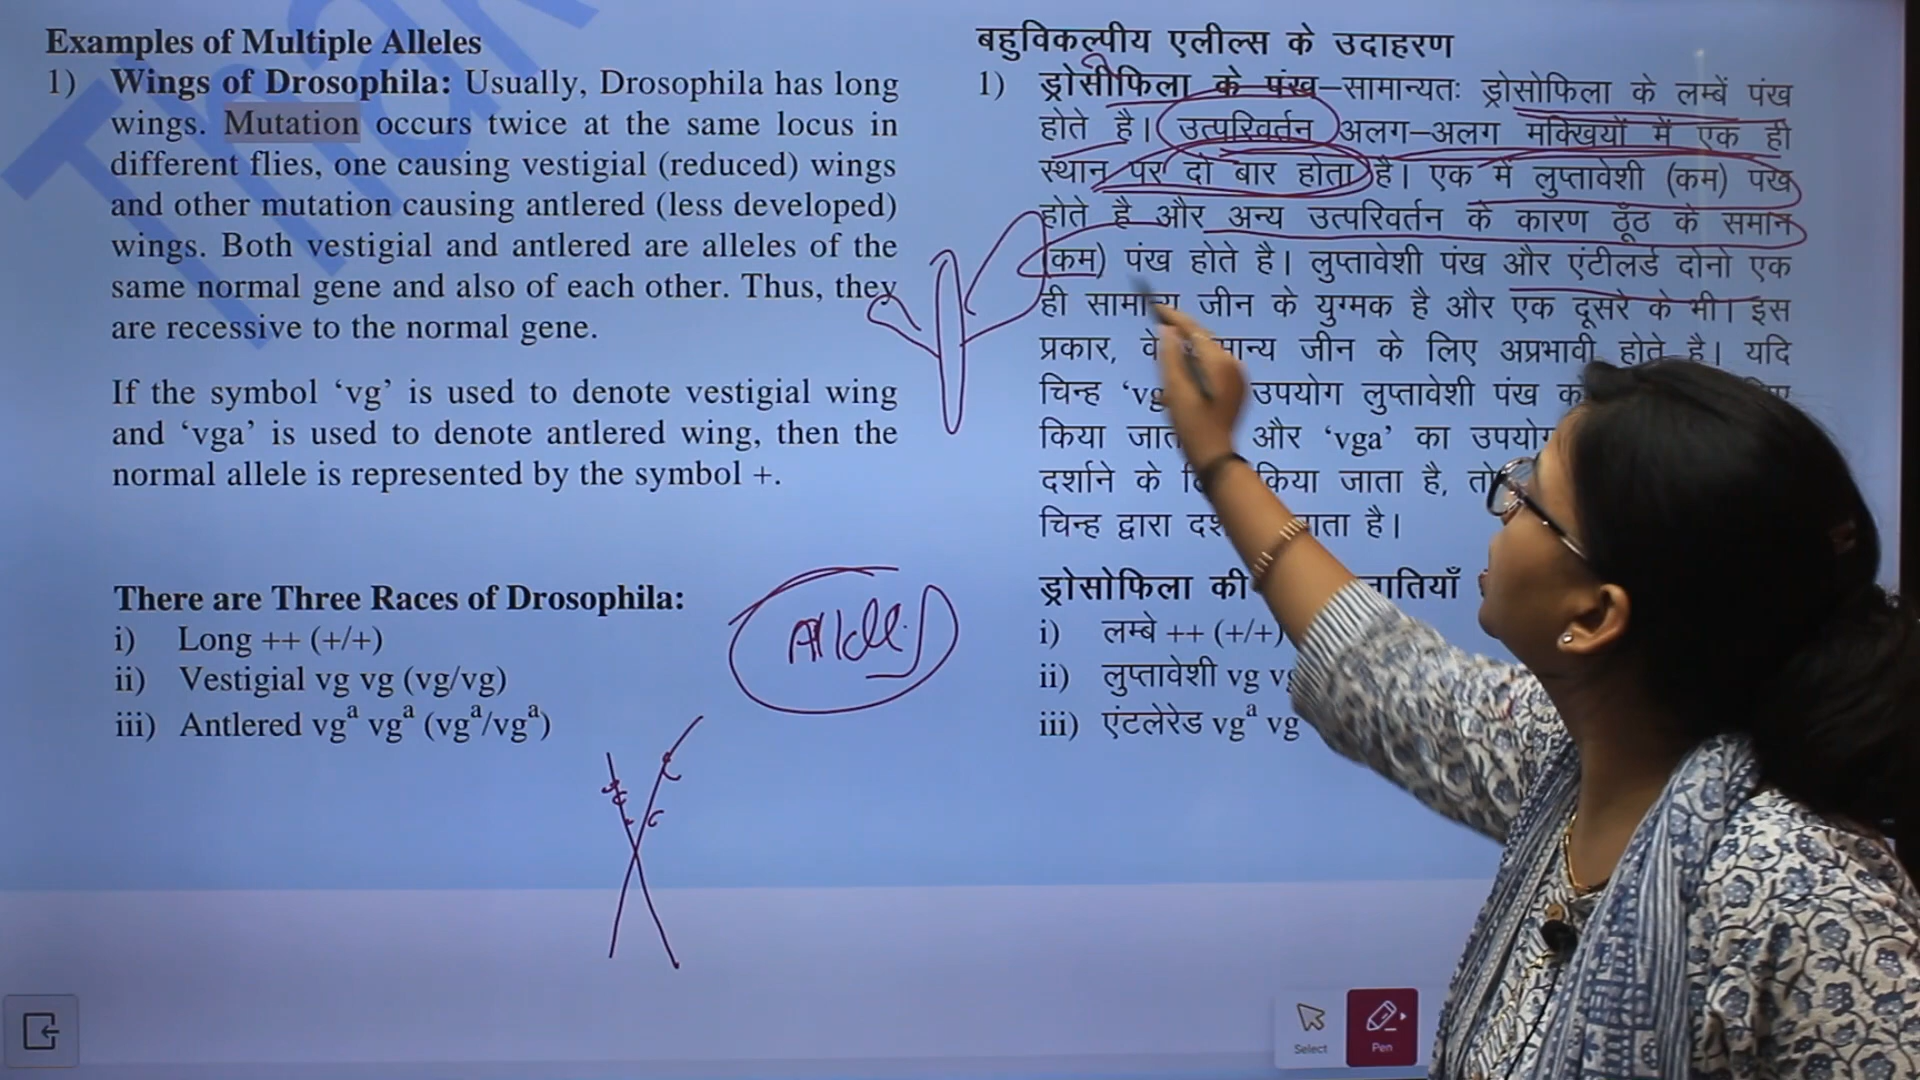 Examples of Multiple Alleles
1) Wings of Drosophila: Usually, Drosophila has long
wings. Mutation occurs twice at the same locus in
different flies, one causing vestigial (reduced) wings
and other mutation causing antlered (less developed)
wings. Both vestigial and antlered are alleles of the
same normal gene and also of each other. Thus, they
are recessive to the normal gene.
If the symbol ‘vg’ is used to denote vestigial wing
and ‘vga’ is used to denote antlered wing, then the
normal allele is represented by the symbol +.
There are Three Races of Drosophila:
i) Long ++ (+/+)
ii) Vestigial vg vg (vg/vg)
iii) Antlered vgᵃ vgᵃ (vgᵃ/vgᵃ)
बहुविकल्पीय एलील्स के उदाहरण
1) ड्रोसोफिला के पंख–सामान्यतः ड्रोसोफिला के लम्बें पंख
होते है। उत्परिवर्तन अलग–अलग मक्खियों में एक ही
स्थान पर दो बार होता है। एक में लुप्तावेशी (कम) पंख
होते है और अन्य उत्परिवर्तन के कारण ठूँठ के समान
(कम) पंख होते है। लुप्तावेशी पंख और एंटीलर्ड दोनो एक
ही सामान्य जीन के युग्मक है और एक दूसरे के भी। इस
प्रकार, वे मान्य जीन के लिए अप्रभावी होते है। यदि
चिन्ह ‘vg उपयोग लुप्तावेशी पंख
किया जात और ‘vga’ का उपयोग
दर्शाने के किया जाता है, तो
चिन्ह द्वारा जाता है।
ड्रोसोफिला की जातियाँ
i) लम्बे ++ (+/+)
ii) लुप्तावेशी vg vg
iii) एंटलेरेड vgᵃ vg
Than
Select
Pen